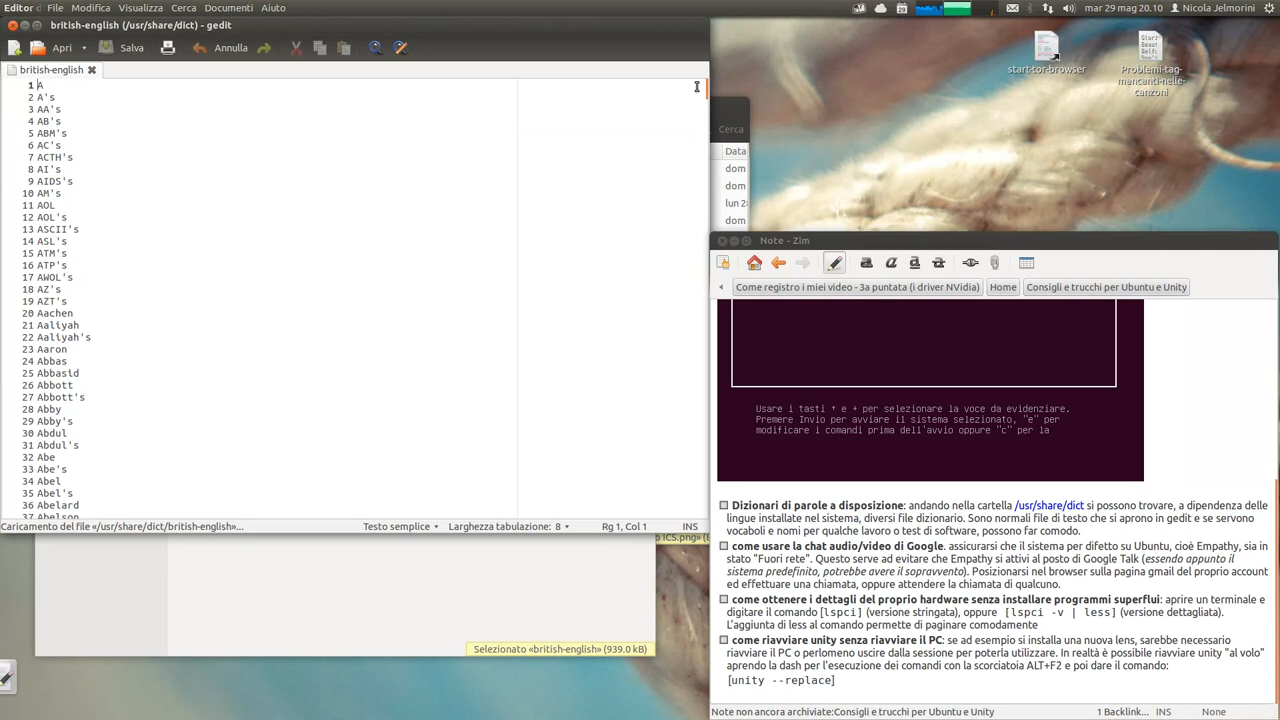 Editor File Modifica Visualizza Cerca Strumenti Documenti Aiuto
mar 29 mag 20.10 Nicola Jelmorini
british-english (/usr/share/dict) - gedit
Apri Salva Annulla
british-english
1 A
2 A's
3 AA's
4 AB's
5 ABM's
6 AC's
7 ACTH's
8 AI's
9 AIDS's
10 AM's
11 AOL
12 AOL's
13 ASCII's
14 ASL's
15 ATM's
16 ATP's
17 AWOL's
18 AZ's
19 AZT's
20 Aachen
21 Aaliyah
22 Aaliyah's
23 Aaron
24 Abbas
25 Abbasid
26 Abbott
27 Abbott's
28 Abby
29 Abby's
30 Abdul
31 Abdul's
32 Abe
33 Abe's
34 Abel
35 Abel's
36 Abelard
37 Abelson
Caricamento del file «/usr/share/dict/british-english»... Testo semplice Larghezza tabulazione: 8 Rg 1, Col 1 INS
ICS.png»
Selezionato «british-english» (939.0 kB)
start-tor-browser
Problemi-tag-
mancanti-nelle-
canzoni
Cerca
Data
dom
dom
lun 28
dom
Note - Zim
Come registro i miei video - 3a puntata (i driver NVidia) Home Consigli e trucchi per Ubuntu e Unity
Usare i tasti ↑ e ↓ per selezionare la voce da evidenziare.
Premere Invio per avviare il sistema selezionato, "e" per
modificare i comandi prima dell'avvio oppure "c" per la
Dizionari di parole a disposizione: andando nella cartella /usr/share/dict si possono trovare, a dipendenza delle
lingue installate nel sistema, diversi file dizionario. Sono normali file di testo che si aprono in gedit e se servono
vocaboli e nomi per qualche lavoro o test di software, possono far comodo.
come usare la chat audio/video di Google. assicurarsi che il sistema per difetto su Ubuntu, cioè Empathy, sia in
stato "Fuori rete". Questo serve ad evitare che Empathy si attivi al posto di Google Talk (essendo appunto il
sistema predefinito, potrebbe avere il sopravvento). Posizionarsi nel browser sulla pagina gmail del proprio account
ed effettuare una chiamata, oppure attendere la chiamata di qualcuno.
come ottenere i dettagli del proprio hardware senza installare programmi superflui: aprire un terminale e
digitare il comando [lspci] (versione stringata), oppure [lspci -v | less] (versione dettagliata).
L'aggiunta di less al comando permette di paginare comodamente
come riavviare unity senza riavviare il PC: se ad esempio si installa una nuova lens, sarebbe necessario
riavviare il PC o perlomeno uscire dalla sessione per poterla utilizzare. In realtà è possibile riavviare unity "al volo"
aprendo la dash per l'esecuzione dei comandi con la scorciatoia ALT+F2 e poi dare il comando:
[unity --replace]
Note non ancora archiviate:Consigli e trucchi per Ubuntu e Unity 1 Backlink... INS None